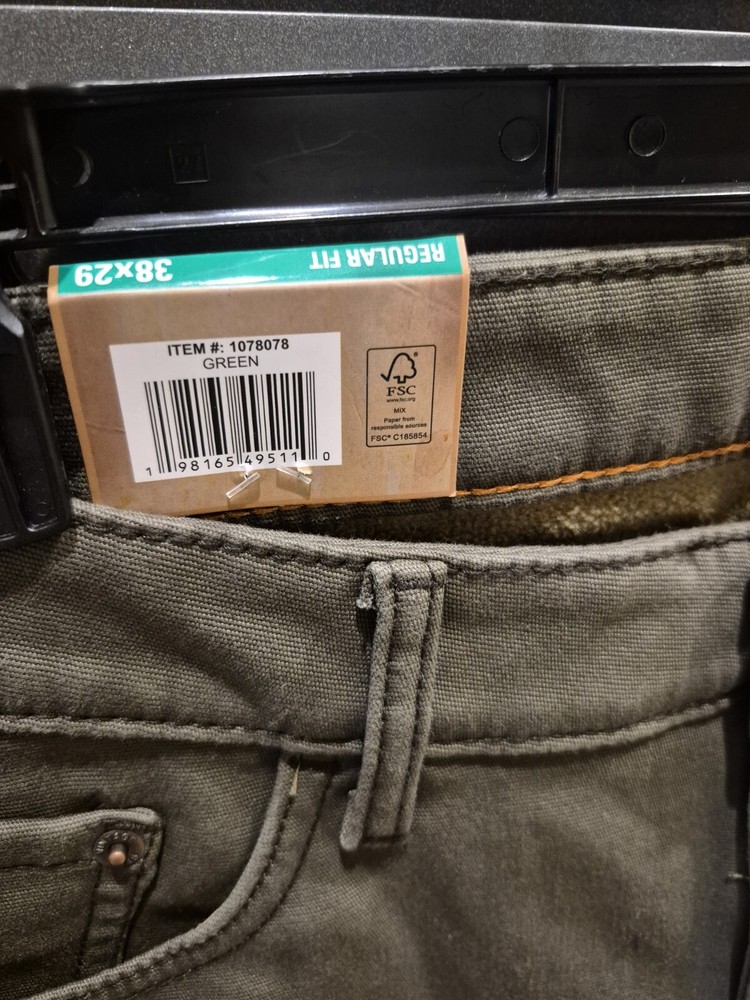 REGULAR FIT
38x29
ITEM #: 1078078
GREEN
1 98165 49511 0
FSC
www.fsc.org
MIX
Paper from
responsible sources
FSC® C185854